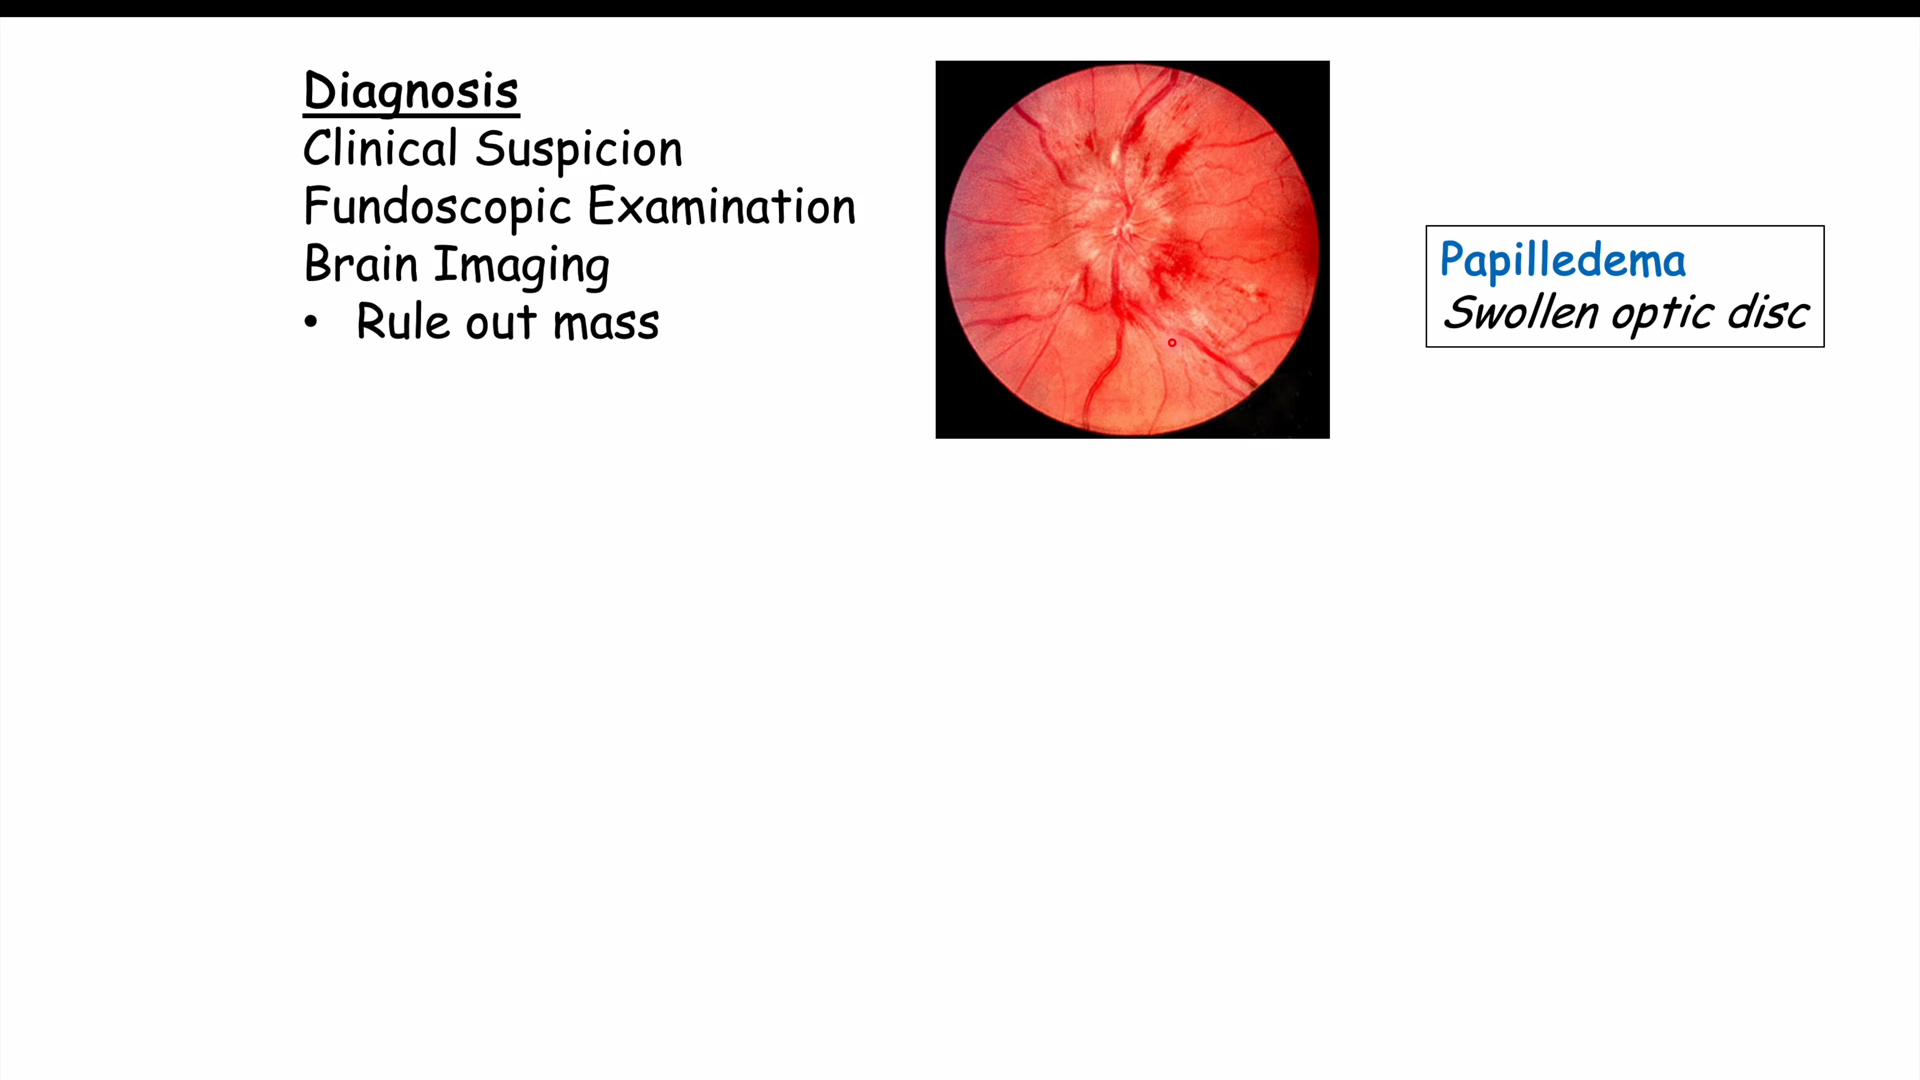 Diagnosis
Clinical Suspicion
Fundoscopic Examination
Brain Imaging
• Rule out mass
Papilledema
Swollen optic disc